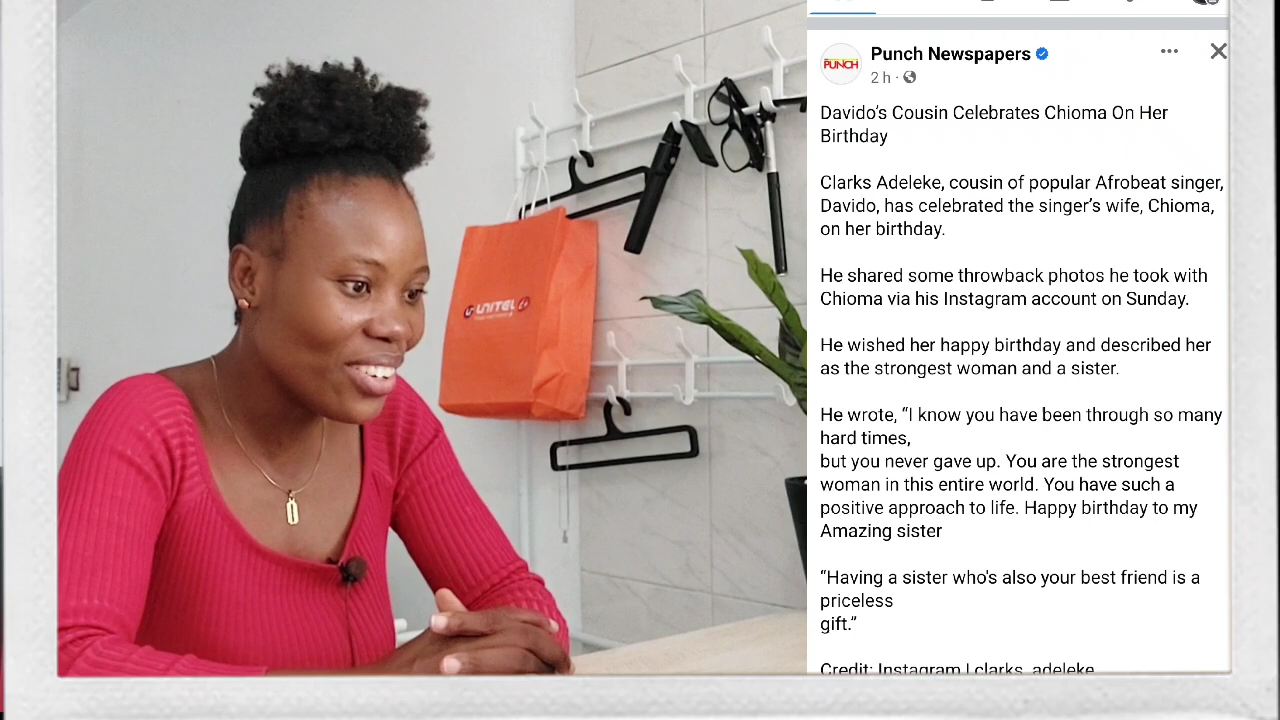 UNITEL
PUNCH
Punch Newspapers
2 h
Davido's Cousin Celebrates Chioma On Her
Birthday
Clarks Adeleke, cousin of popular Afrobeat singer,
Davido, has celebrated the singer's wife, Chioma,
on her birthday.
He shared some throwback photos he took with
Chioma via his Instagram account on Sunday.
He wished her happy birthday and described her
as the strongest woman and a sister.
He wrote, “I know you have been through so many
hard times,
but you never gave up. You are the strongest
woman in this entire world. You have such a
positive approach to life. Happy birthday to my
Amazing sister
“Having a sister who's also your best friend is a
priceless
gift.”
Credit: Instagram | clarks_adeleke